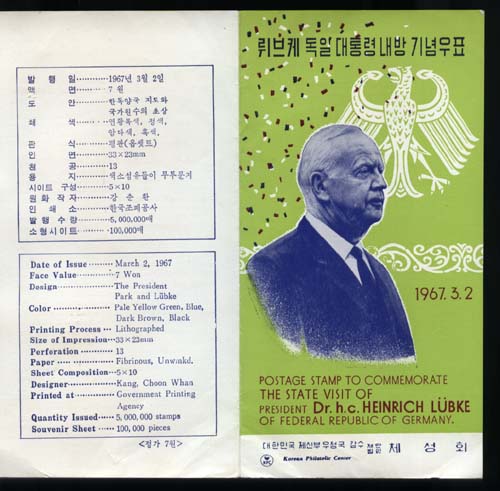 발행일············1967년 3월 2일
액면············7원
도안············한독양국 지도와
국가원수의 초상
쇄색············연황록색, 청색,
암다색, 흑색.
판식············평판(옵셋트)
인면············33×23mm
천공············13
용지············색소섬유들이 무투문지
시이트 구성······5×10
원화 작자········강춘환
인쇄소············한국조폐공사
발행 수량········5,000,000매
소형시이트······100,000매
Date of Issue ········ March 2, 1967
Face Value ············7 Won
Design ················The President
Park and Lübke
Color ················ Pale Yellow Green, Blue,
Dark Brown, Black
Printing Process ··· Lithographed
Size of Impression···33×23mm
Perforation ·········· 13
Paper ················ Fibrinous, Unwmkd.
Sheet Composition···5×10
Designer·············Kang, Choon Whan
Printed at ··········Government Printing
Agency
Quantity Issued·····5,000,000 stamps
Souvenir Sheet ····· 100,000 pieces
<정가 7원>
뤼브케 독일 대통령 내방 기념우표
1967. 3. 2
POSTAGE STAMP TO COMMEMORATE
THE STATE VISIT OF
PRESIDENT Dr. h.c. HEINRICH LÜBKE
OF FEDERAL REPUBLIC OF GERMANY.
대한민국 체신부 우정국 감수 재단법인 체성회
KPC Korean Philatelic Center